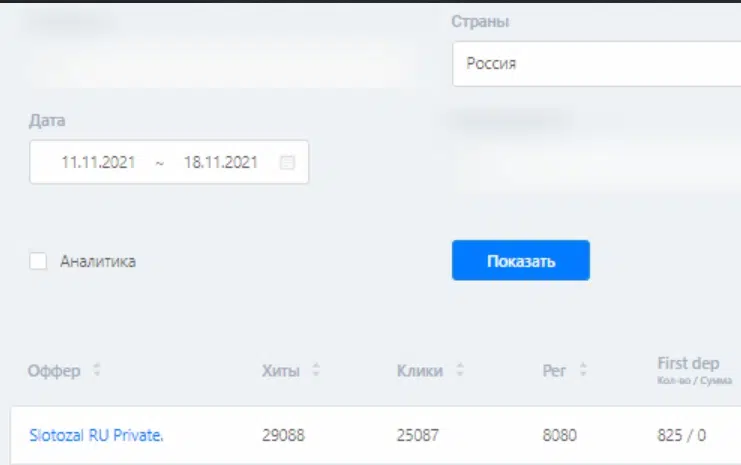 Страны
Россия
Дата
11.11.2021 ~ 18.11.2021
Аналитика
Показать
Оффер Хиты Клики Рег First dep
Кол-во / Сумма
Slotozal RU Private. 29088 25087 8080 825 / 0